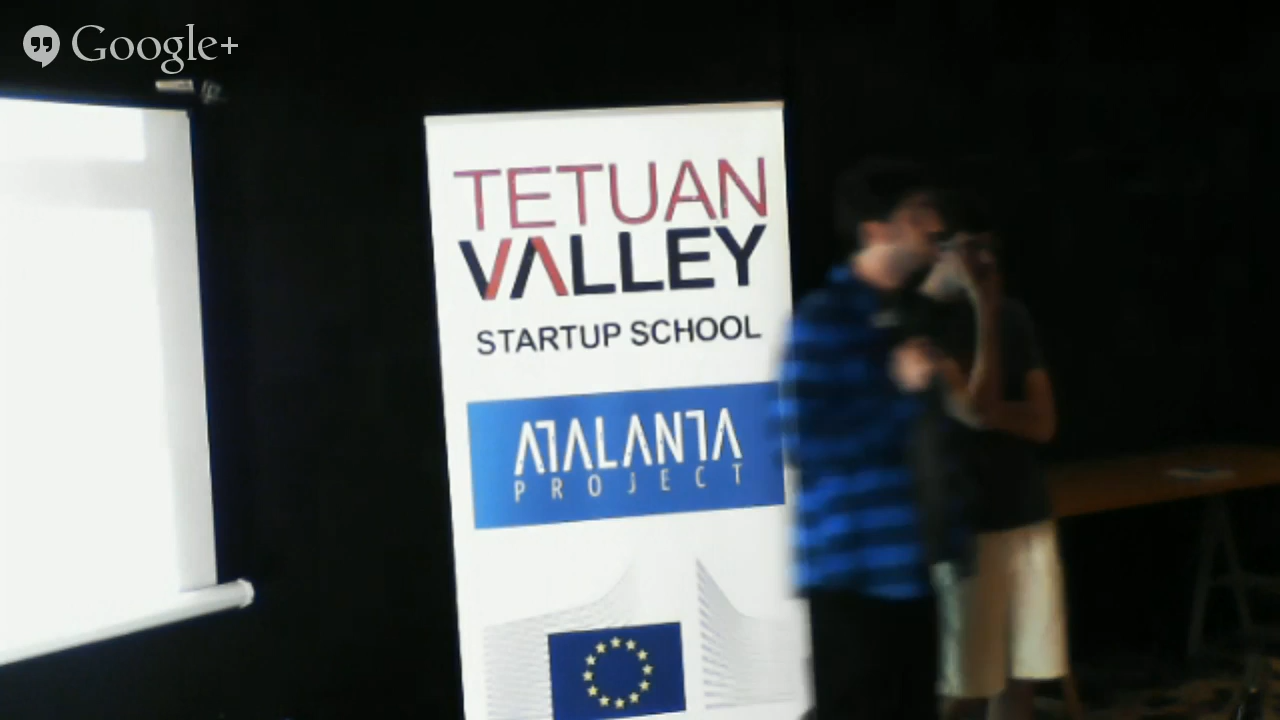 Google+
TETUAN
VALLEY
STARTUP SCHOOL
ATALANTA
PROJECT